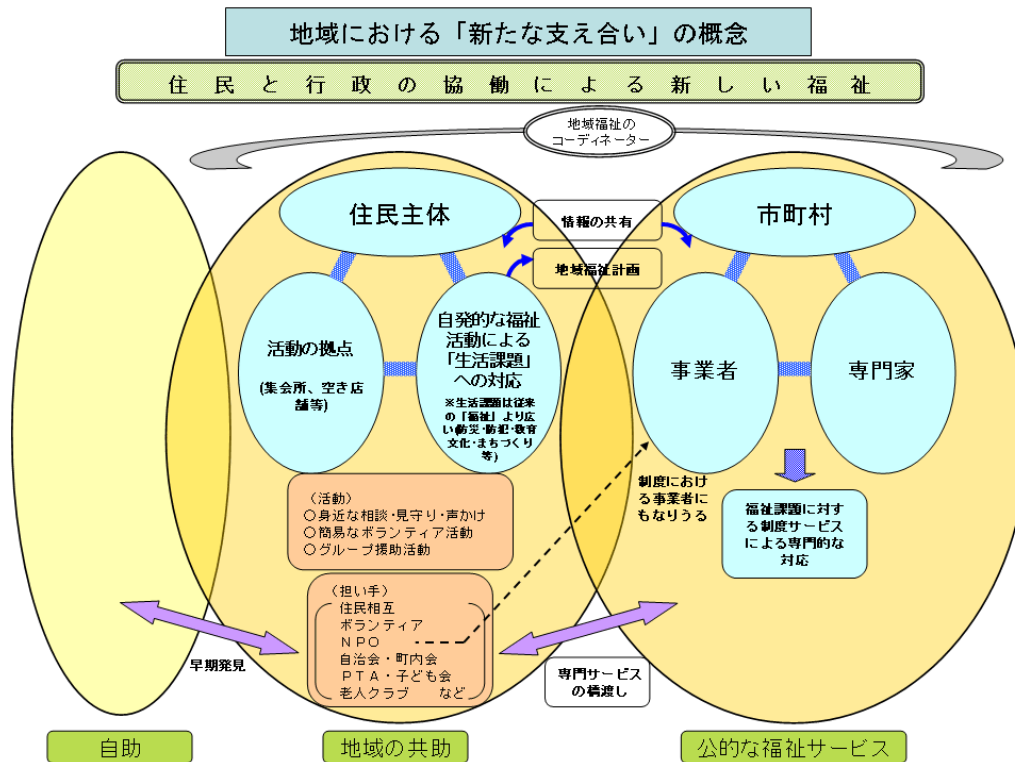 地域における「新たな支え合い」の概念
住民と行政の協働による新しい福祉
地域福祉の
コーディネーター
住民主体
情報の共有
市町村
地域福祉計画
活動の拠点
(集会所、空き店
舗等)
自発的な福祉
活動による
「生活課題」
への対応
※生活課題は従来
の「福祉」より広
い(防災・防犯・教育
文化・まちづくり
等)
事業者
専門家
（活動）
○身近な相談・見守り・声かけ
○簡易なボランティア活動
○グループ援助活動
制度におけ
る事業者にも
なりうる
福祉課題に対す
る制度サービス
による専門的な
対応
（担い手）
住民相互
ボランティア
ＮＰＯ
自治会・町内会
ＰＴＡ・子ども会
老人クラブ　など
早期発見
専門サービス
の橋渡し
自助
地域の共助
公的な福祉サービス